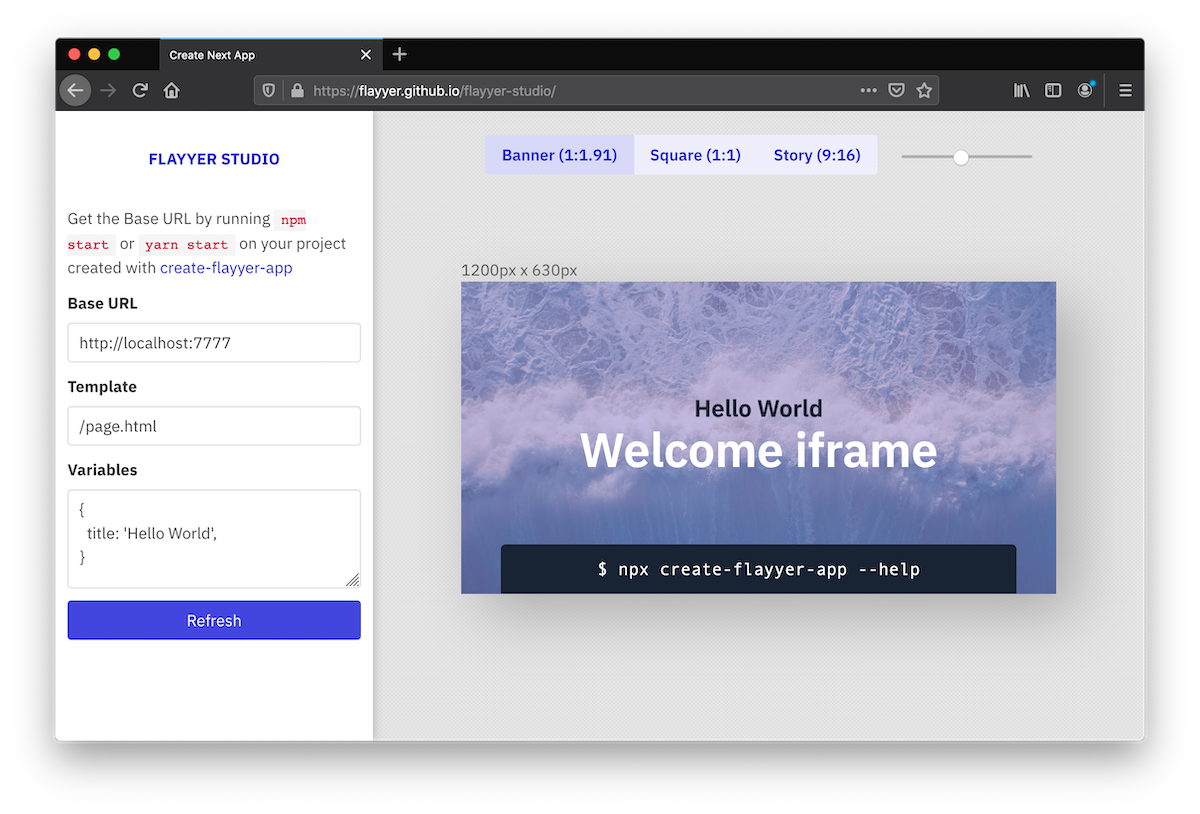 Create Next App
https://flayyer.github.io/flayyer-studio/
FLAYYER STUDIO
Get the Base URL by running npm
start or yarn start on your project
created with create-flayyer-app
Base URL
http://localhost:7777
Template
/page.html
Variables
{
title: 'Hello World',
}
Refresh
Banner (1:1.91)
Square (1:1)
Story (9:16)
1200px x 630px
Hello World
Welcome iframe
$ npx create-flayyer-app --help